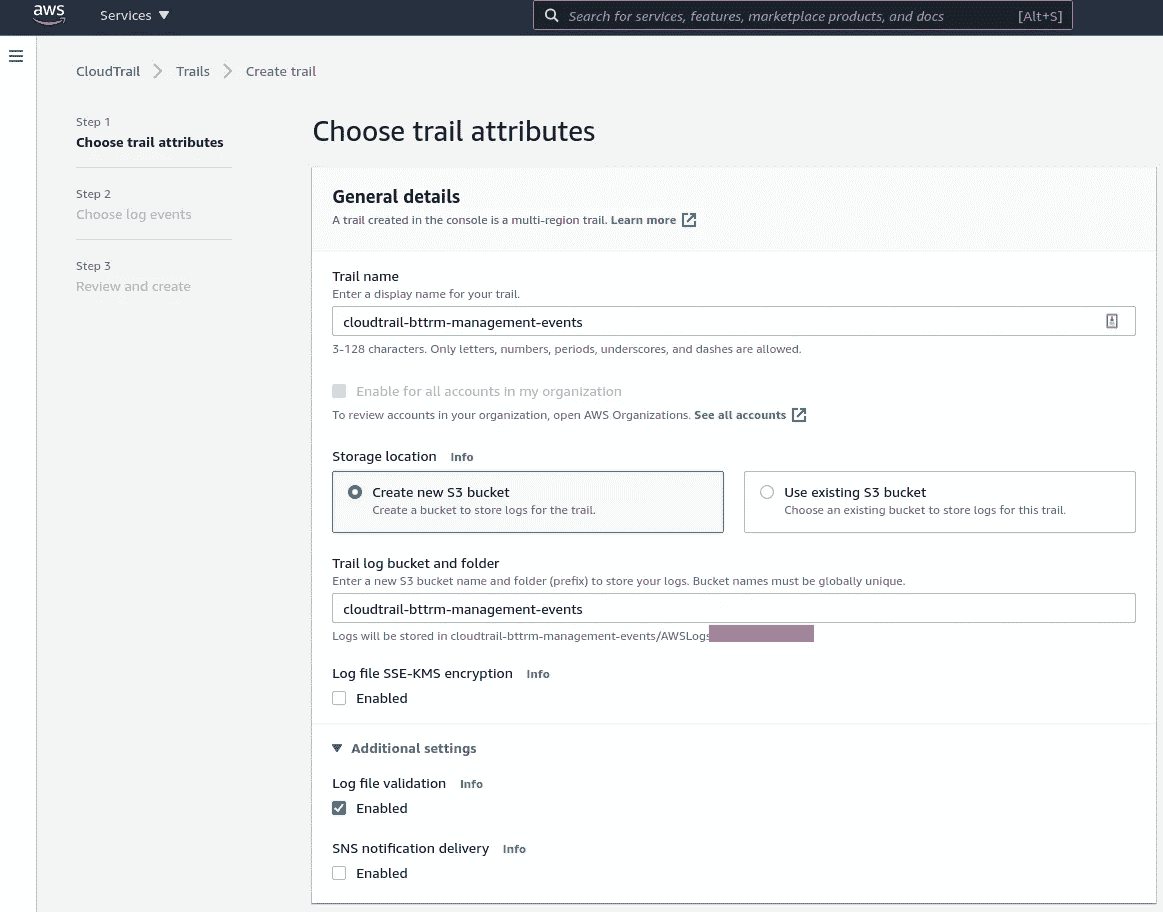 aws Services ▼ Search for services, features, marketplace products, and docs [Alt+S]
CloudTrail > Trails > Create trail
Step 1
Choose trail attributes
Step 2
Choose log events
Step 3
Review and create
Choose trail attributes
General details
A trail created in the console is a multi-region trail. Learn more
Trail name
Enter a display name for your trail.
cloudtrail-bttrm-management-events
3-128 characters. Only letters, numbers, periods, underscores, and dashes are allowed.
Enable for all accounts in my organization
To review accounts in your organization, open AWS Organizations. See all accounts
Storage location Info
Create new S3 bucket
Create a bucket to store logs for the trail.
Use existing S3 bucket
Choose an existing bucket to store logs for this trail.
Trail log bucket and folder
Enter a new S3 bucket name and folder (prefix) to store your logs. Bucket names must be globally unique.
cloudtrail-bttrm-management-events
Logs will be stored in cloudtrail-bttrm-management-events/AWSLogs
Log file SSE-KMS encryption Info
Enabled
▼ Additional settings
Log file validation Info
Enabled
SNS notification delivery Info
Enabled